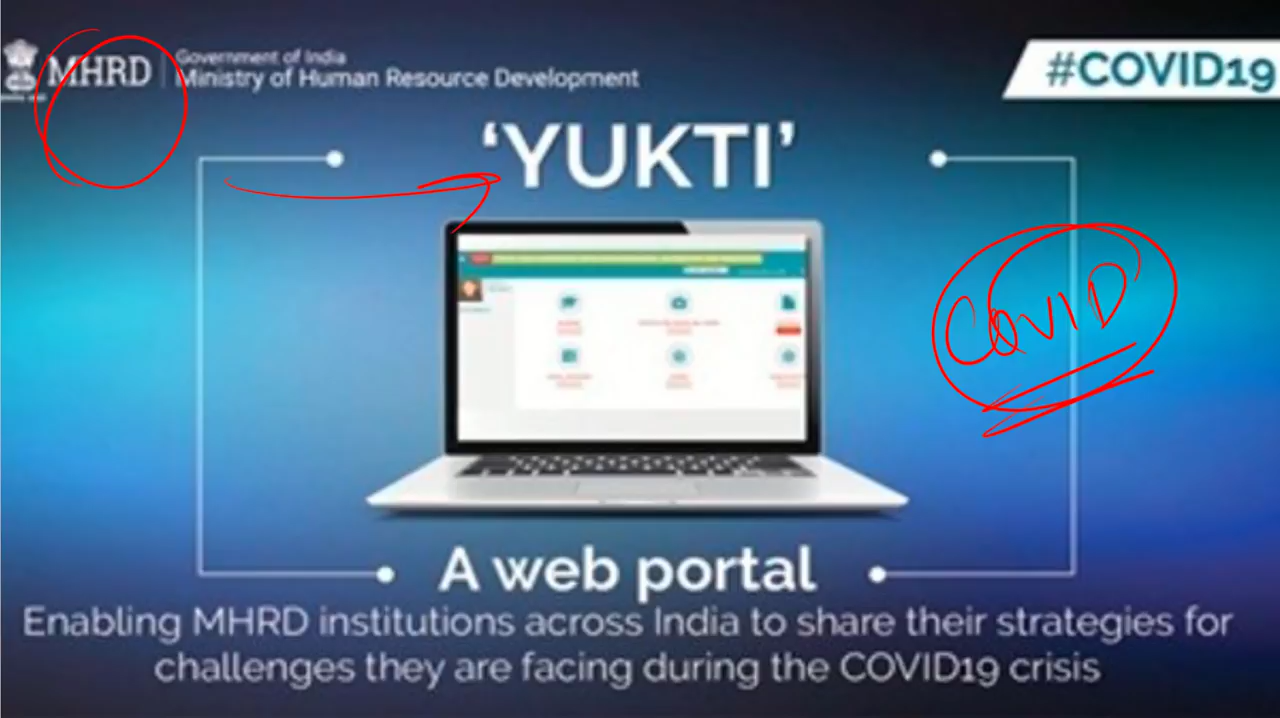 MHRD
Government of India
Ministry of Human Resource Development
#COVID19
‘YUKTI’
COVID
A web portal
Enabling MHRD institutions across India to share their strategies for
challenges they are facing during the COVID19 crisis